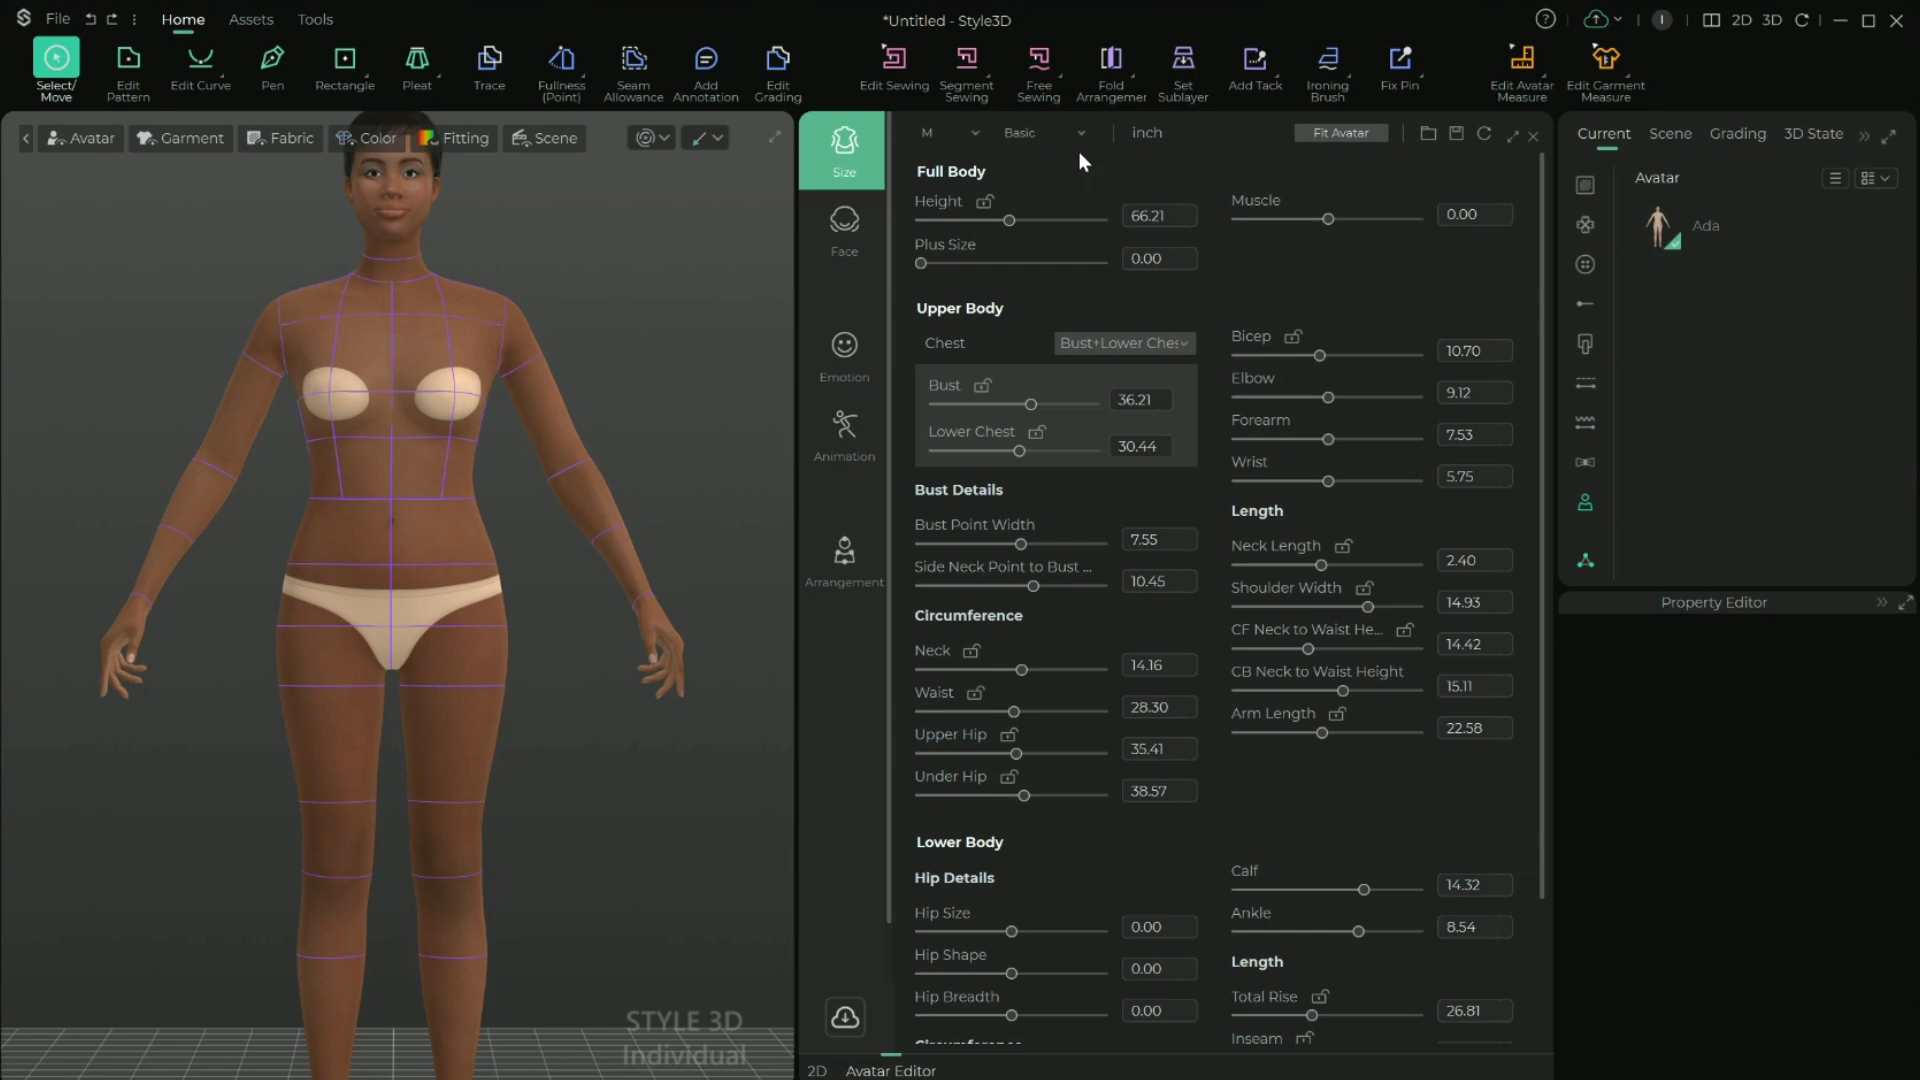 File
Home
Assets
Tools
*Untitled - Style3D
2D
3D
Select/
Move
Edit
Pattern
Edit Curve
Pen
Rectangle
Pleat
Trace
Fullness
(Point)
Seam
Allowance
Add
Annotation
Edit
Grading
Edit Sewing
Segment
Sewing
Free
Sewing
Fold
Arrangemer
Set
Sublayer
Add Tack
Ironing
Brush
Fix Pin
Edit Avatar
Measure
Edit Garment
Measure
Avatar
Garment
Fabric
Color
Fitting
Scene
STYLE 3D
Individual
Size
Face
Emotion
Animation
Arrangement
M
Basic
inch
Fit Avatar
Full Body
Height
66.21
Plus Size
0.00
Muscle
0.00
Upper Body
Chest
Bust+Lower Ches
Bust
36.21
Lower Chest
30.44
Bust Details
Bust Point Width
7.55
Side Neck Point to Bust ...
10.45
Circumference
Neck
14.16
Waist
28.30
Upper Hip
35.41
Under Hip
38.57
Bicep
10.70
Elbow
9.12
Forearm
7.53
Wrist
5.75
Length
Neck Length
2.40
Shoulder Width
14.93
CF Neck to Waist He...
14.42
CB Neck to Waist Height
15.11
Arm Length
22.58
Lower Body
Hip Details
Hip Size
0.00
Hip Shape
0.00
Hip Breadth
0.00
Calf
14.32
Ankle
8.54
Length
Total Rise
26.81
Inseam
2D
Avatar Editor
Current
Scene
Grading
3D State
Avatar
Ada
Property Editor